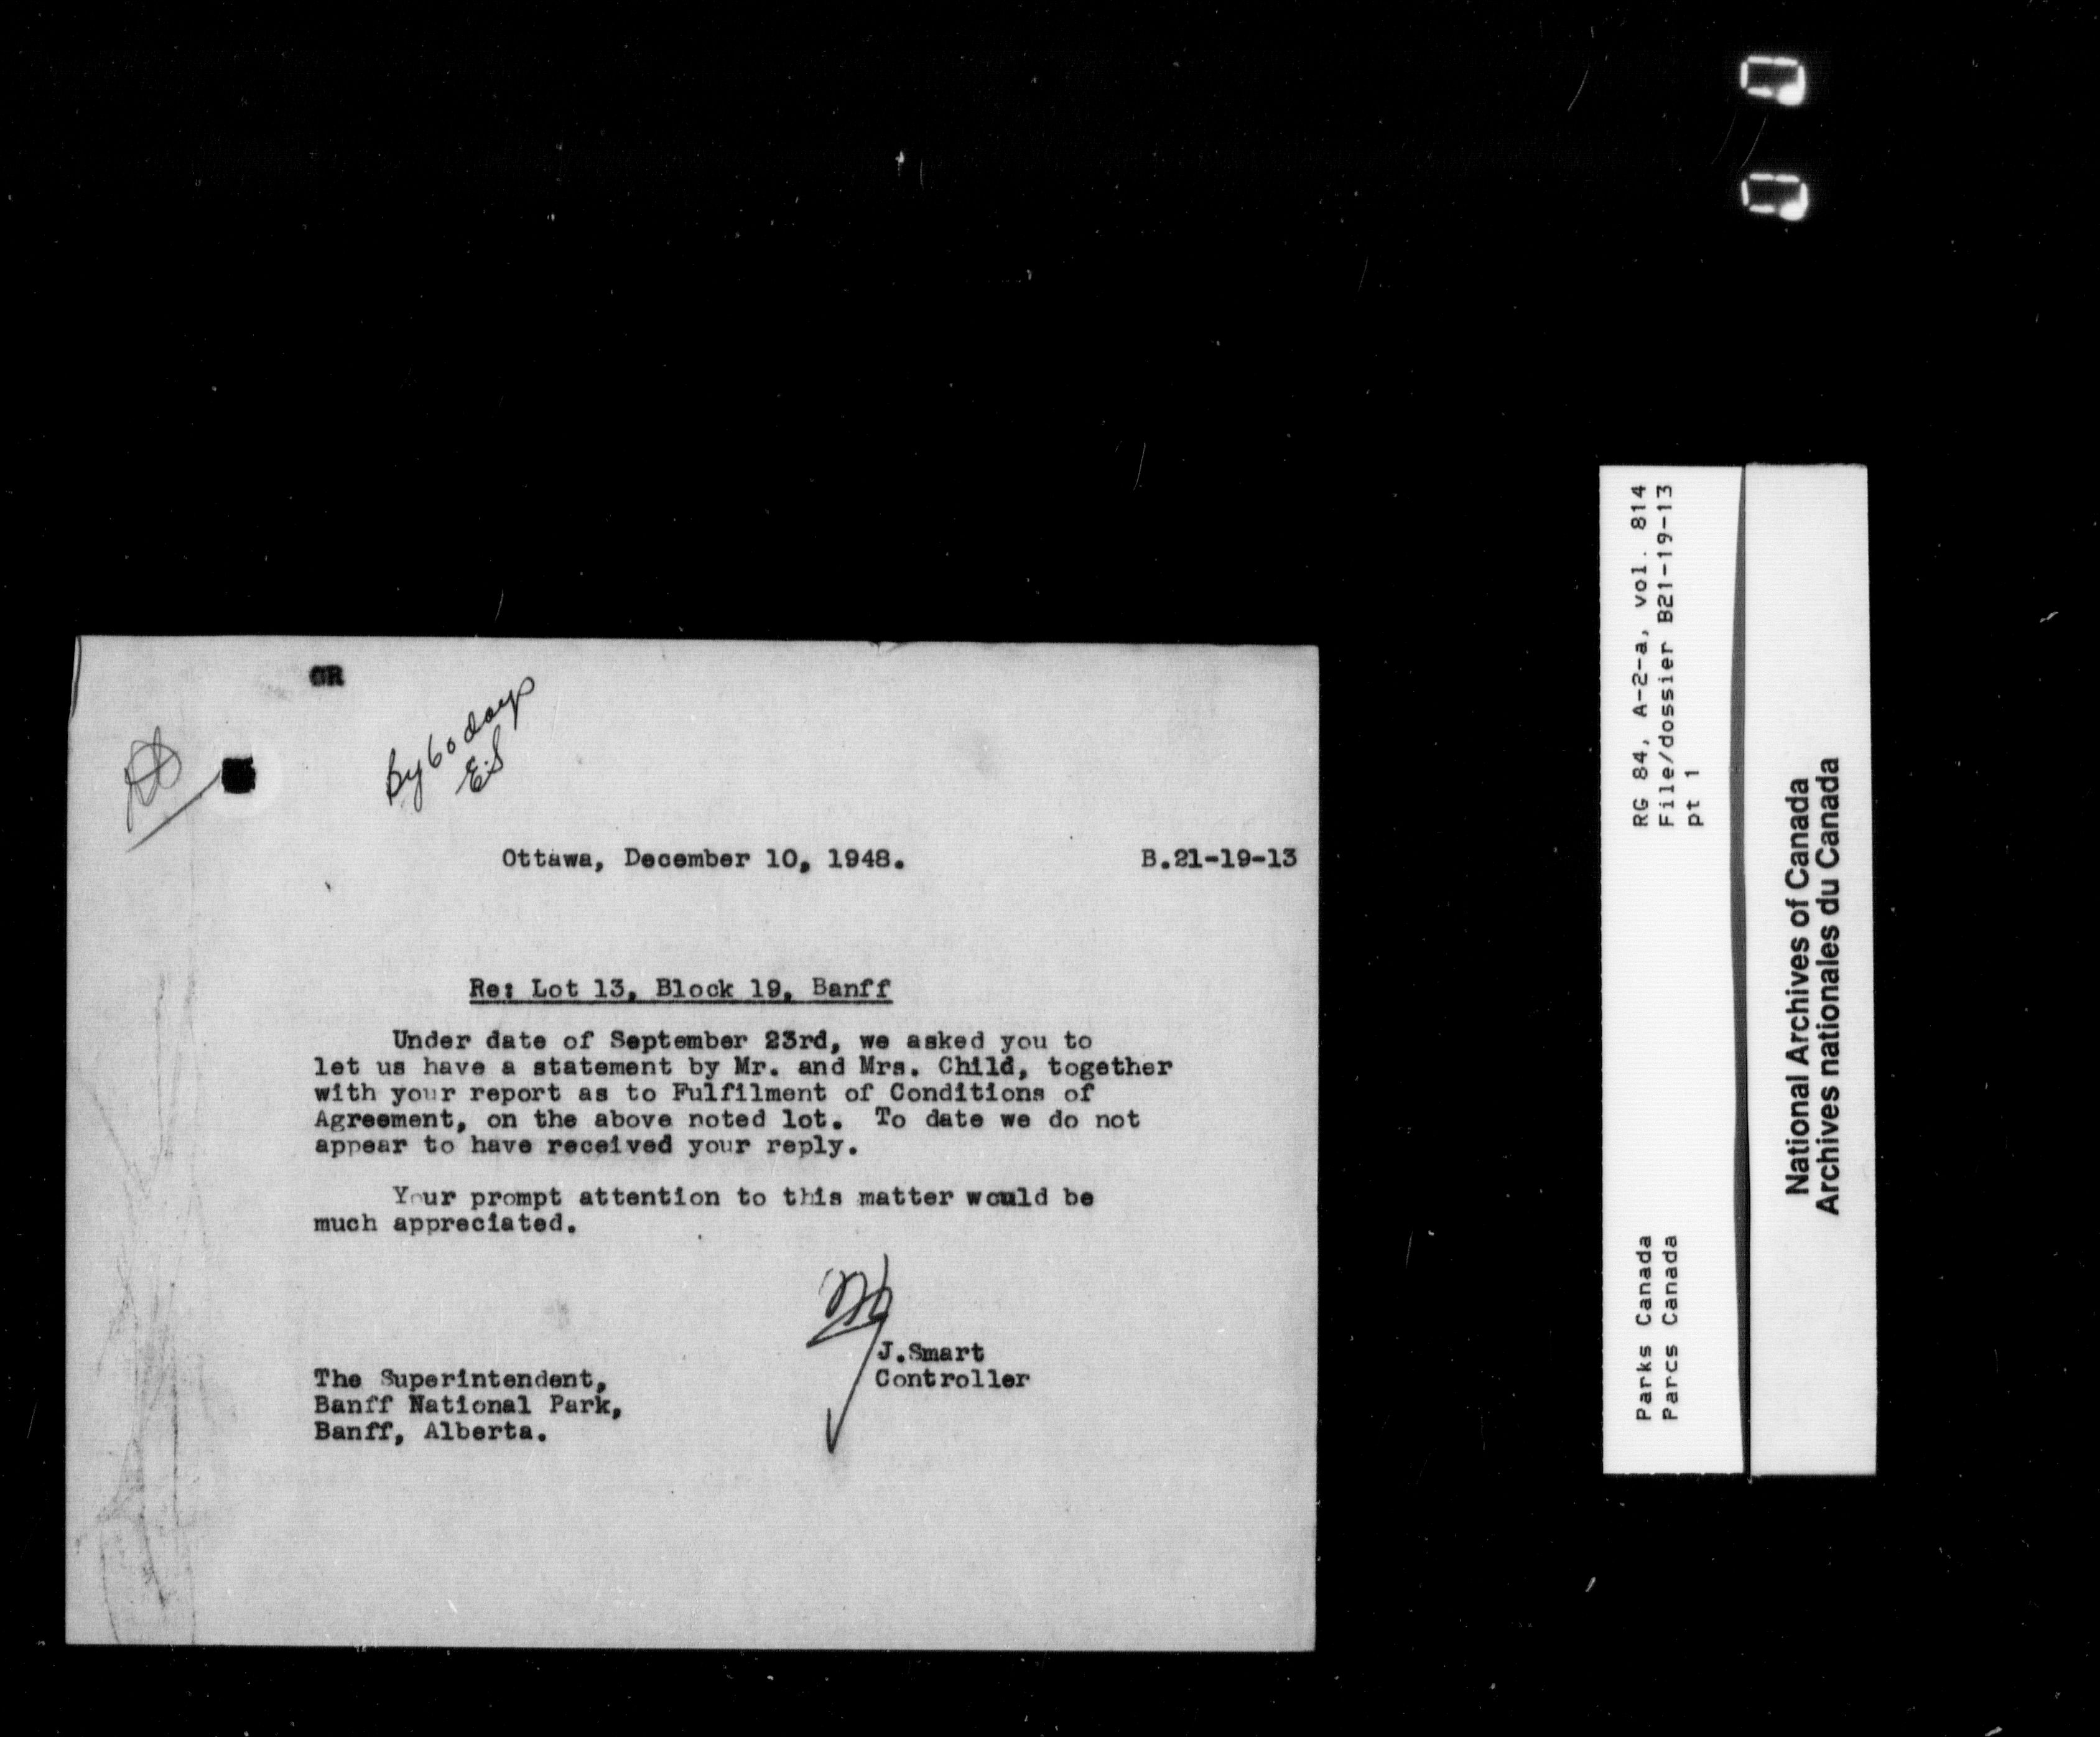 GR
By 60 days
E.S
Ottawa, December 10, 1948.
B.21-19-13
Re: Lot 13, Block 19, Banff
Under date of September 23rd, we asked you to
let us have a statement by Mr. and Mrs. Child, together
with your report as to Fulfilment of Conditions of
Agreement, on the above noted lot. To date we do not
appear to have received your reply.
Your prompt attention to this matter would be
much appreciated.
J.Smart
Controller
The Superintendent,
Banff National Park,
Banff, Alberta.
RG 84, A-2-a, vol. 814
File/dossier B21-19-13
pt 1
Parks Canada
Parcs Canada
National Archives of Canada
Archives nationales du Canada